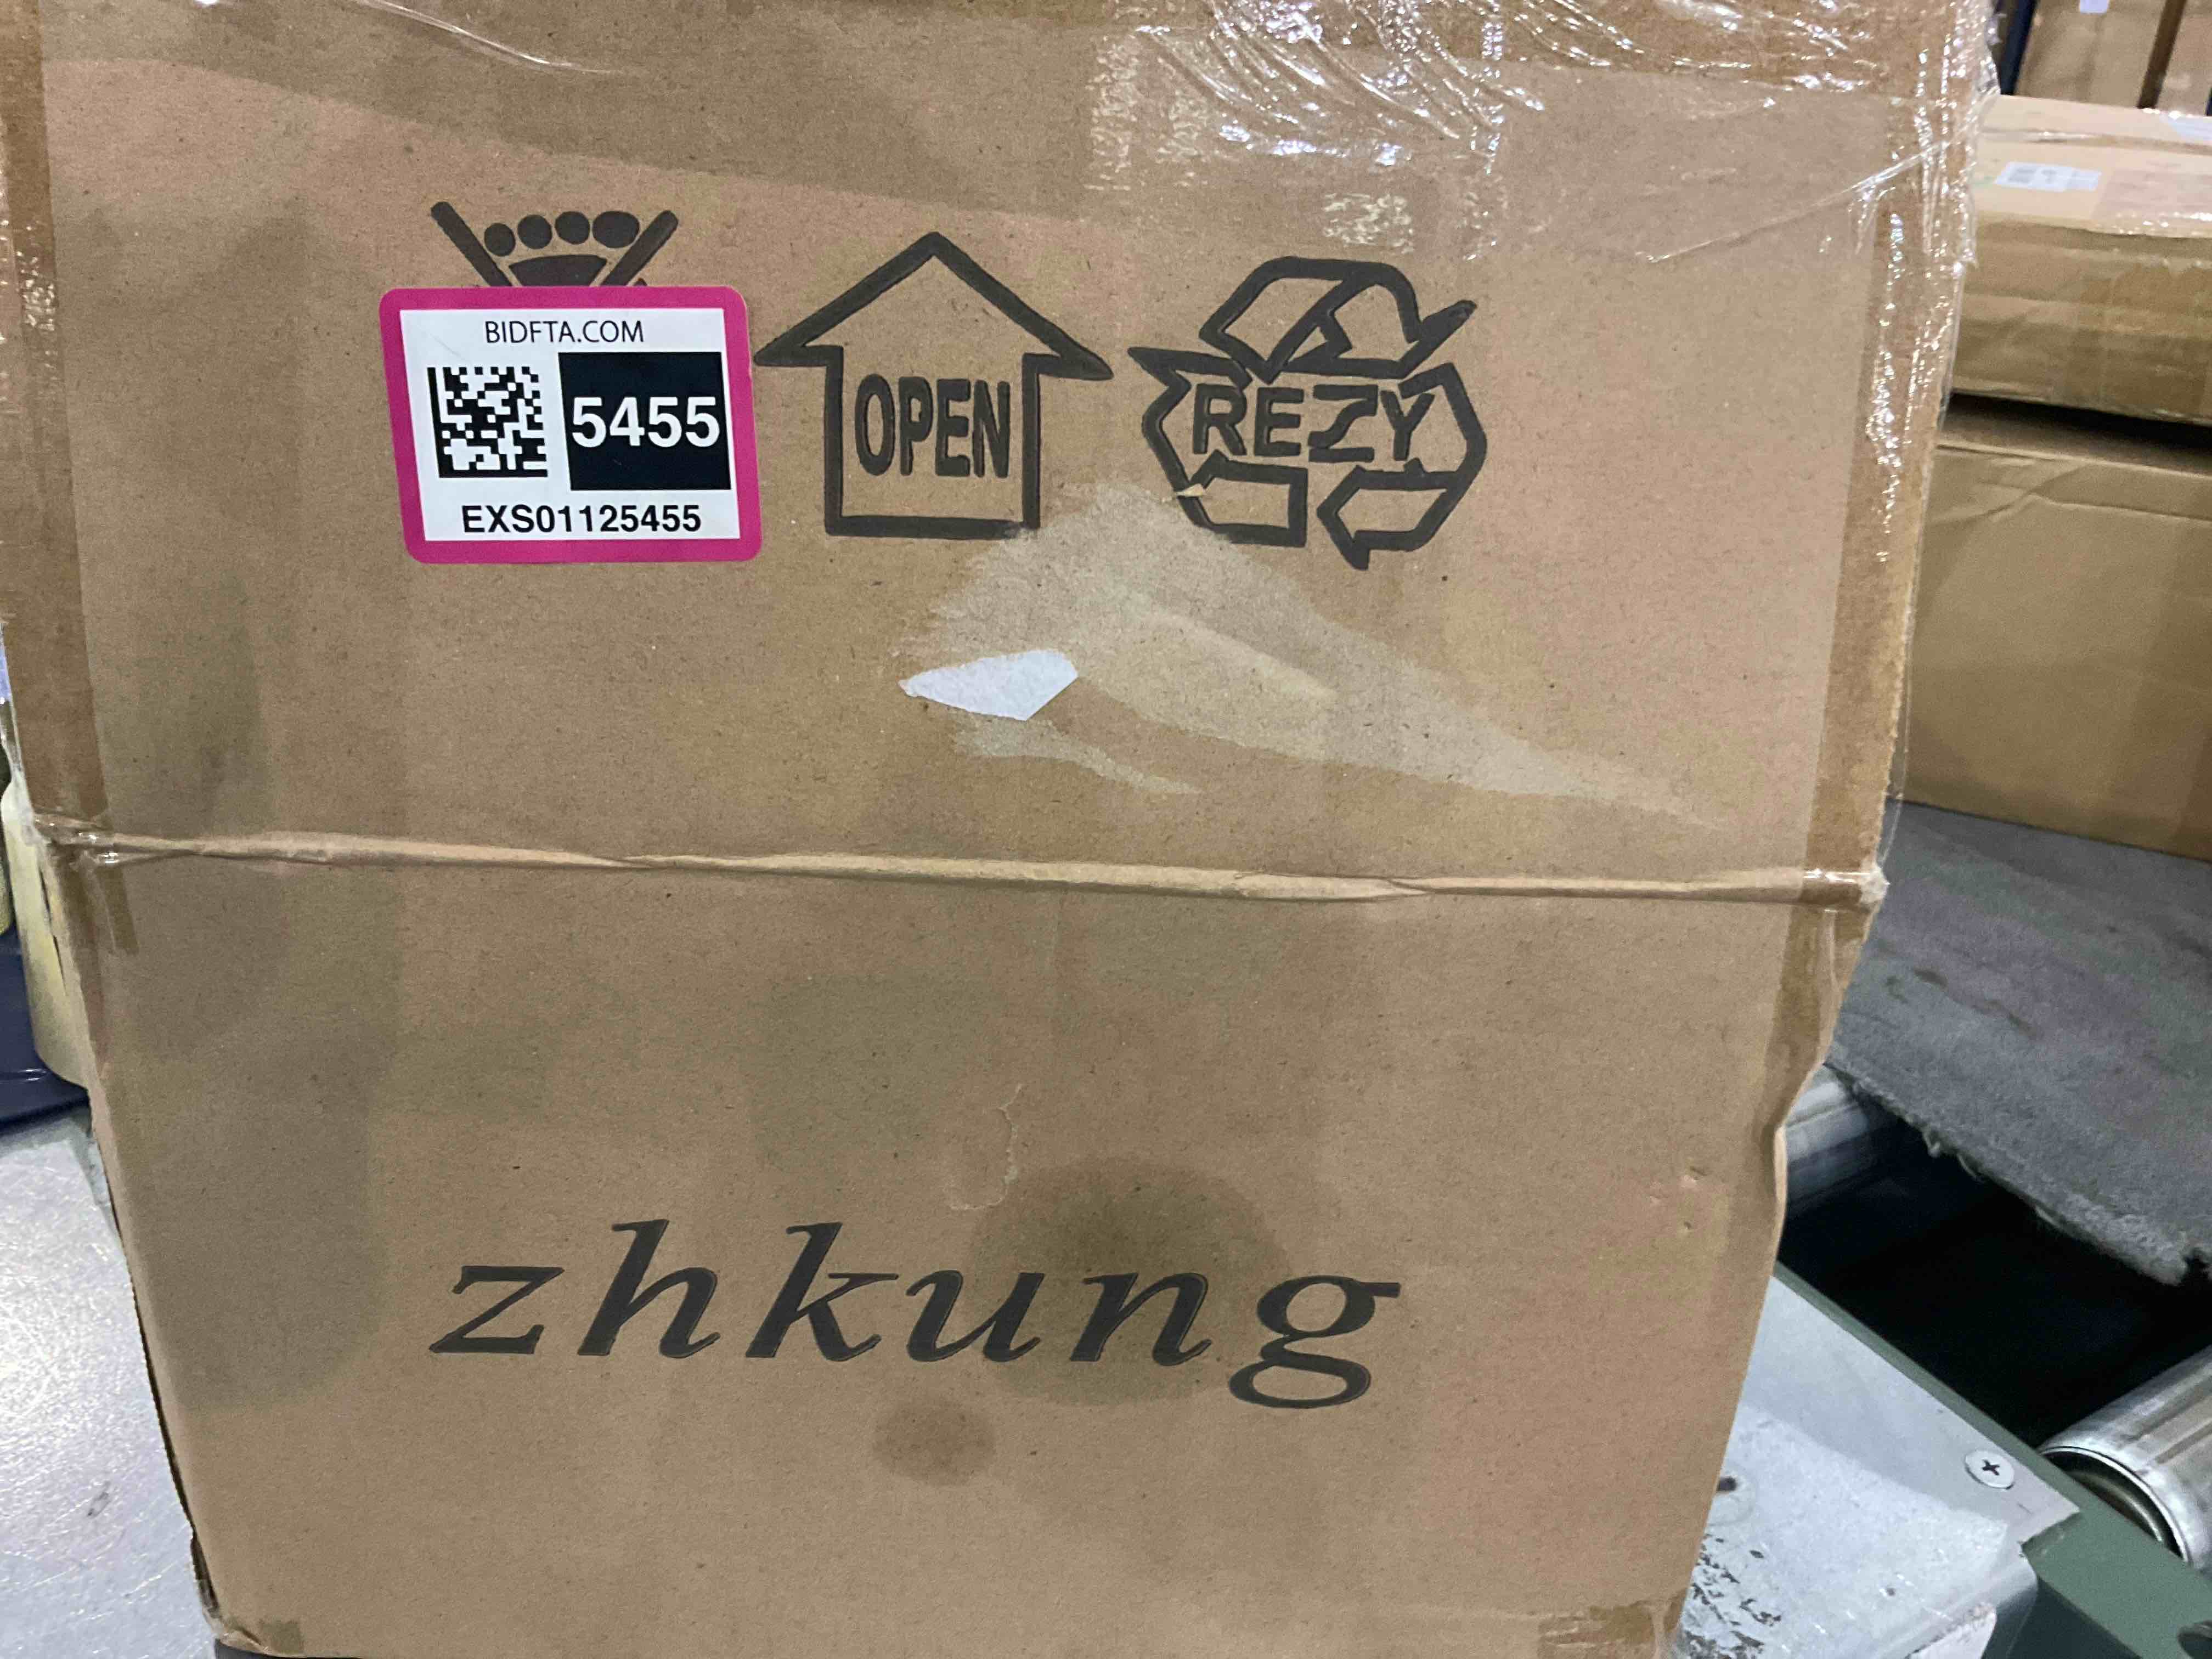 BIDFTA.COM
5455
EXS01125455
OPEN
REZY
zhkung